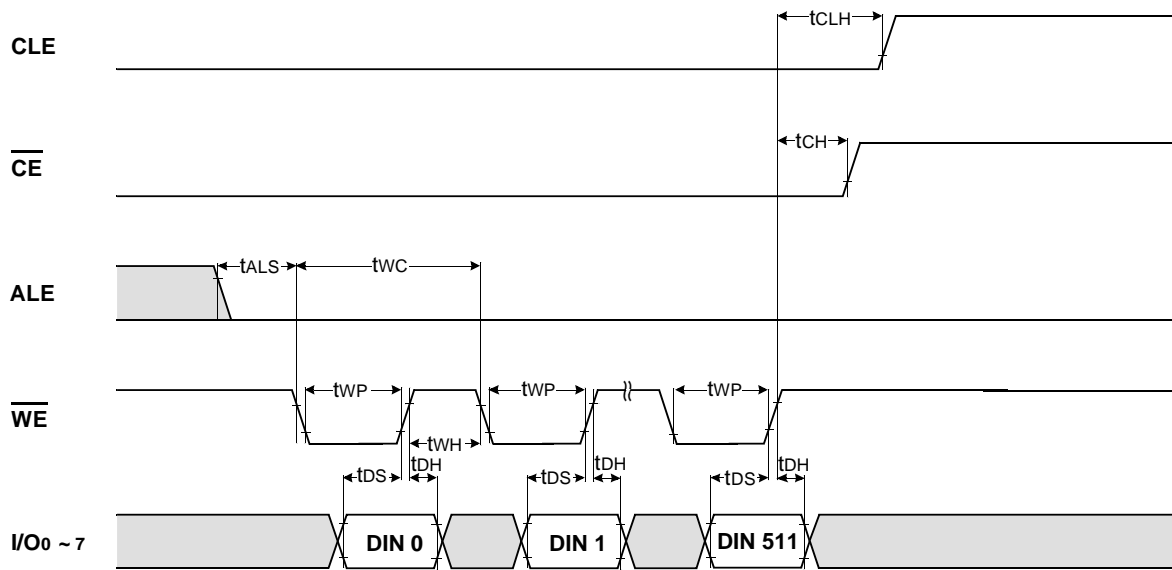 tCLH
CLE
tCH
CE
tALS
tWC
ALE
tWP
tWP
tWP
WE
tWH
tDS
tDH
tDS
tDH
tDS
tDH
I/O0 ~ 7
DIN 0
DIN 1
DIN 511